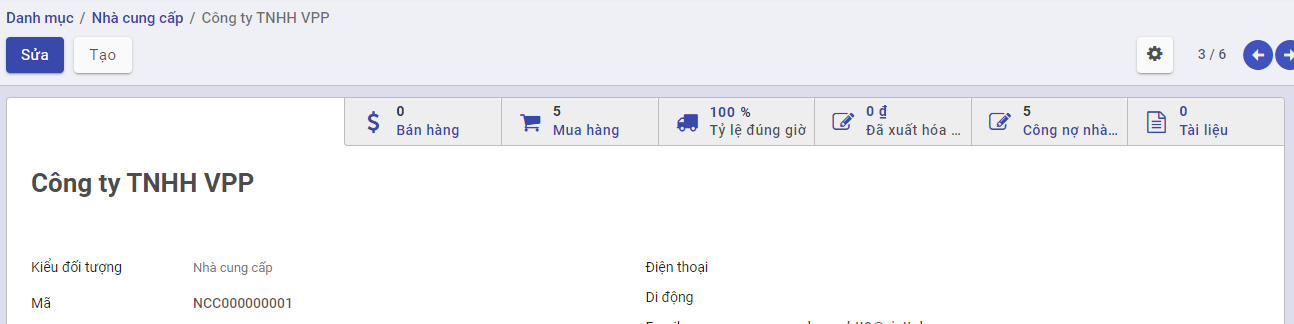 Danh mục / Nhà cung cấp / Công ty TNHH VPP
Sửa Tạo 3 / 6
0 5 100 % 0 ₫ 5 0
Bán hàng Mua hàng Tỷ lệ đúng giờ Đã xuất hóa ... Công nợ nhà... Tài liệu
Công ty TNHH VPP
Kiểu đối tượng Nhà cung cấp Điện thoại
Mã NCC000000001 Di động